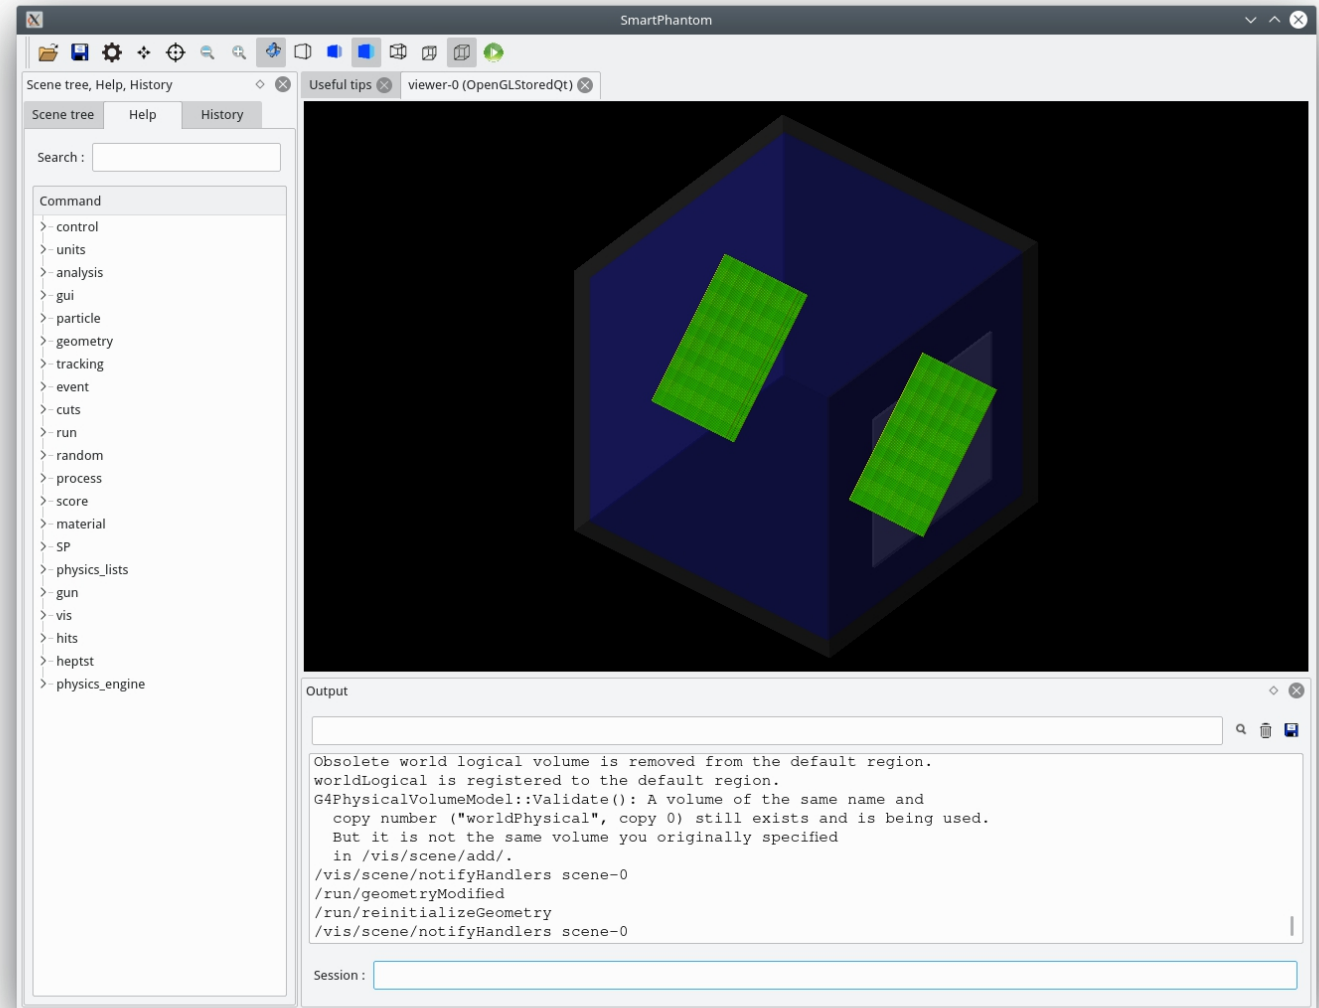 SmartPhantom
Scene tree, Help, History
Useful tips
viewer-0 (OpenGLStoredQt)
Scene tree
Help
History
Search :
Command
control
units
analysis
gui
particle
geometry
tracking
event
cuts
run
random
process
score
material
SP
physics_lists
gun
vis
hits
heptst
physics_engine
Output
Obsolete world logical volume is removed from the default region.
worldLogical is registered to the default region.
G4PhysicalVolumeModel::Validate(): A volume of the same name and
copy number ("worldPhysical", copy 0) still exists and is being used.
But it is not the same volume you originally specified
in /vis/scene/add/.
/vis/scene/notifyHandlers scene-0
/run/geometryModified
/run/reinitializeGeometry
/vis/scene/notifyHandlers scene-0
Session :